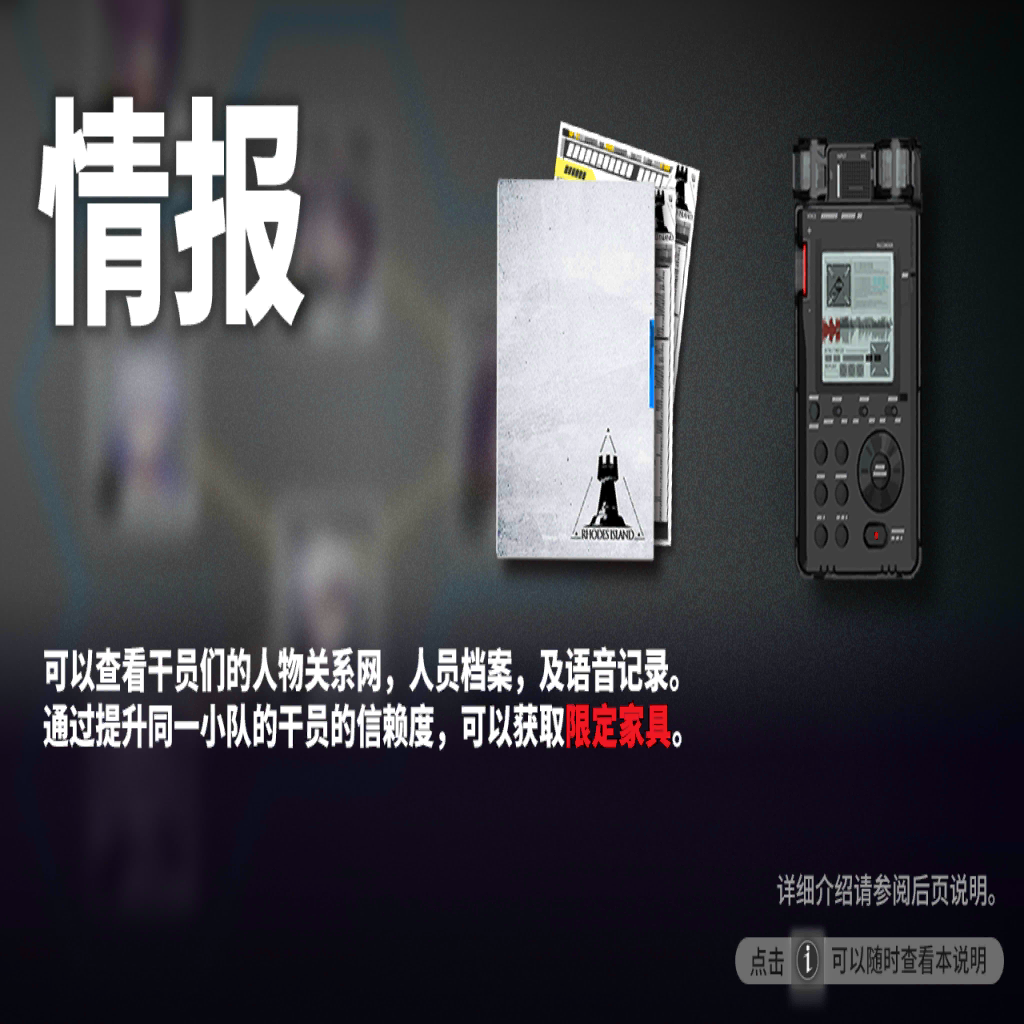 情报
RHODES ISLAND
可以查看干员们的人物关系网，人员档案，及语音记录。
通过提升同一小队的干员的信赖度，可以获取限定家具。
详细介绍请参阅后页说明。
点击 i 可以随时查看本说明